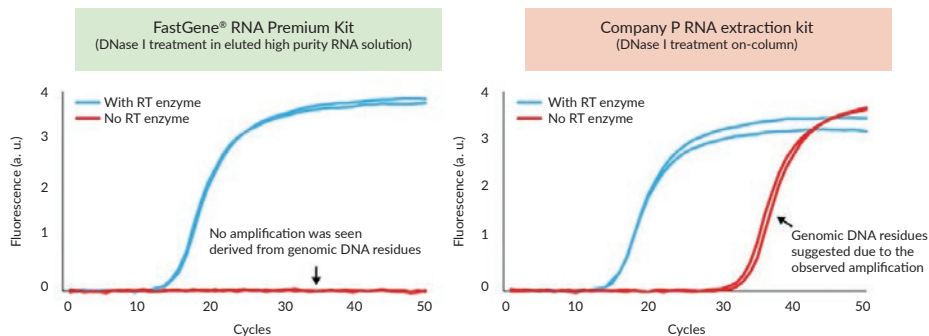 FastGene® RNA Premium Kit
(DNase I treatment in eluted high purity RNA solution)
Company P RNA extraction kit
(DNase I treatment on-column)
Fluorescence (a. u.)
4
3
2
1
0
With RT enzyme
No RT enzyme
No amplification was seen
derived from genomic DNA residues
0
10
20
30
40
50
Cycles
Fluorescence (a. u.)
4
3
2
1
0
With RT enzyme
No RT enzyme
Genomic DNA residues
suggested due to the
observed amplification
0
10
20
30
40
50
Cycles